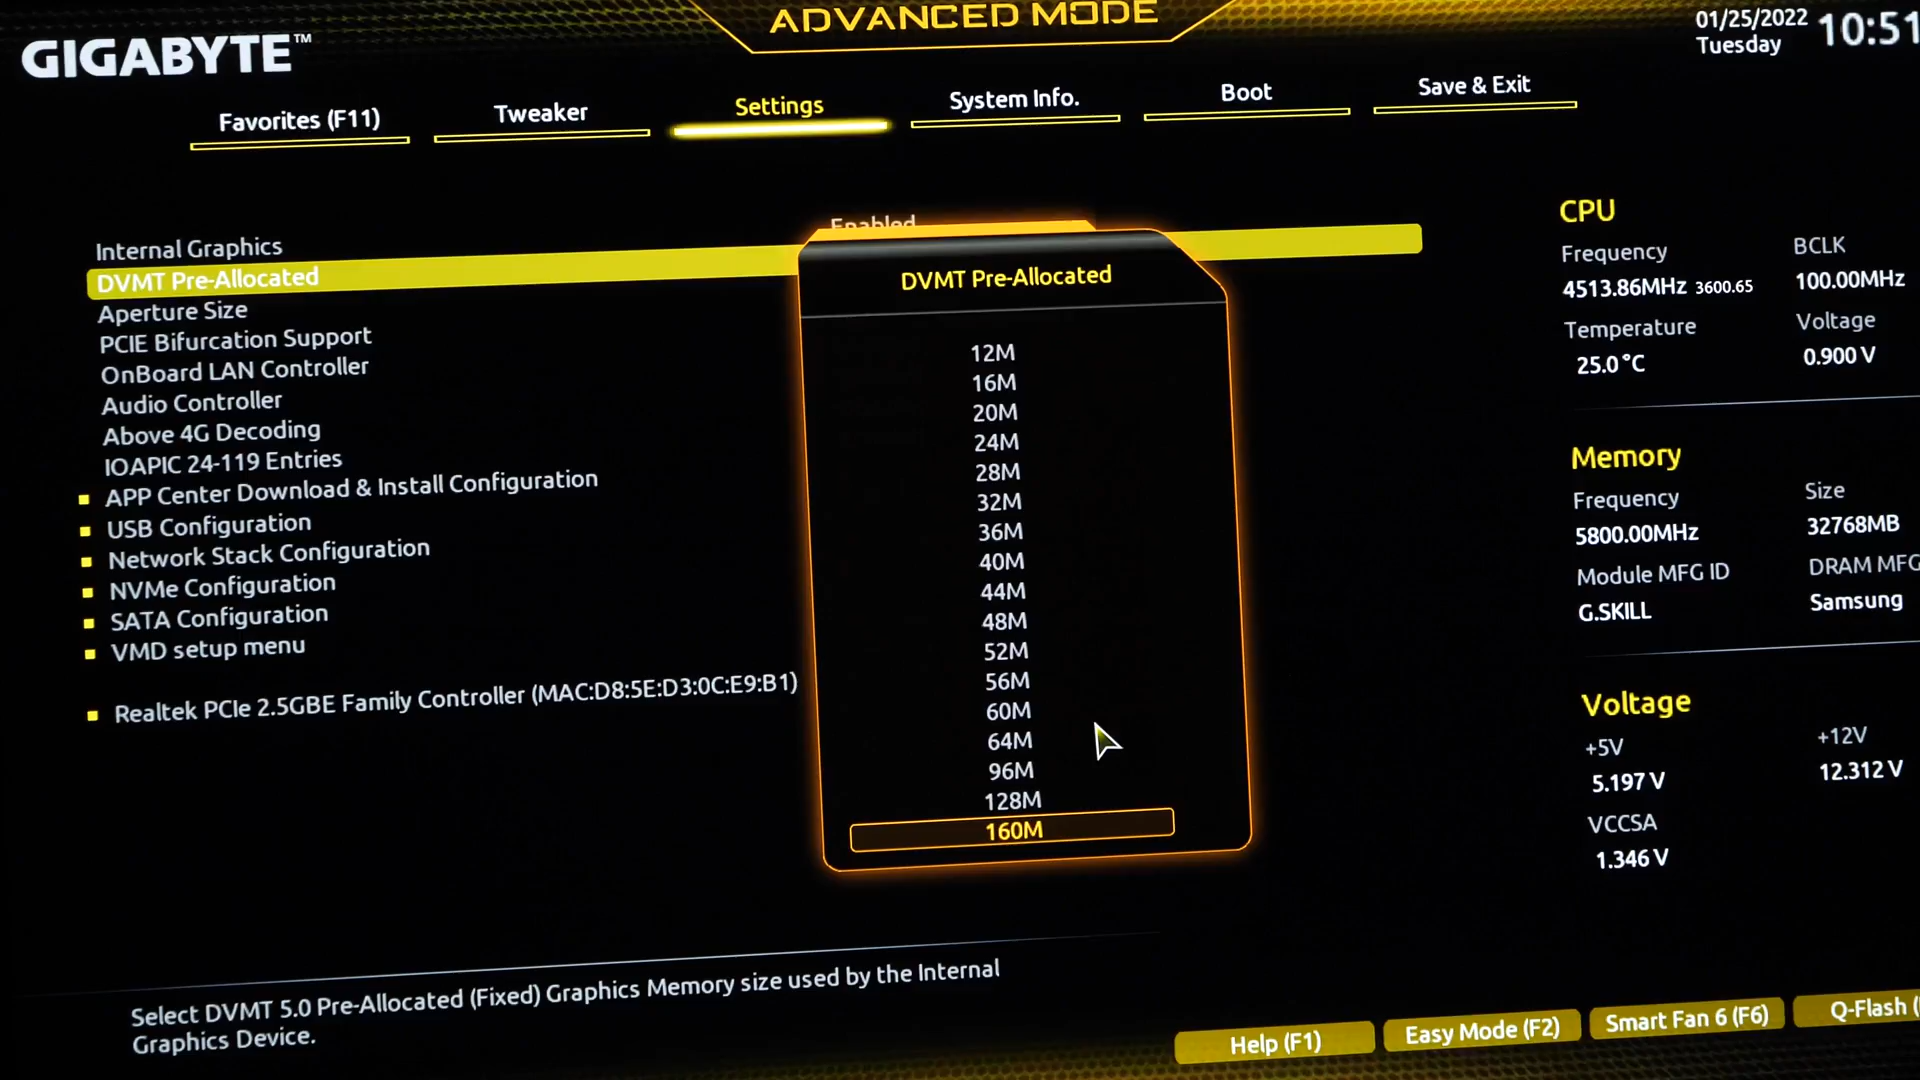 ADVANCED MODE
GIGABYTE™
01/25/2022
Tuesday
10:51
Favorites (F11)
Tweaker
Settings
System Info.
Boot
Save & Exit
Internal Graphics
Enabled
DVMT Pre-Allocated
Aperture Size
PCIE Bifurcation Support
OnBoard LAN Controller
Audio Controller
Above 4G Decoding
IOAPIC 24-119 Entries
APP Center Download & Install Configuration
USB Configuration
Network Stack Configuration
NVMe Configuration
SATA Configuration
VMD setup menu
Realtek PCIe 2.5GBE Family Controller (MAC:D8:5E:D3:0C:E9:B1)
DVMT Pre-Allocated
12M
16M
20M
24M
28M
32M
36M
40M
44M
48M
52M
56M
60M
64M
96M
128M
160M
CPU
Frequency
BCLK
4513.86MHz 3600.65
100.00MHz
Temperature
Voltage
25.0 °C
0.900 V
Memory
Frequency
Size
5800.00MHz
32768MB
Module MFG ID
DRAM MFG
G.SKILL
Samsung
Voltage
+5V
+12V
5.197 V
12.312 V
VCCSA
1.346 V
Select DVMT 5.0 Pre-Allocated (Fixed) Graphics Memory size used by the Internal
Graphics Device.
Help (F1)
Easy Mode (F2)
Smart Fan 6 (F6)
Q-Flash (